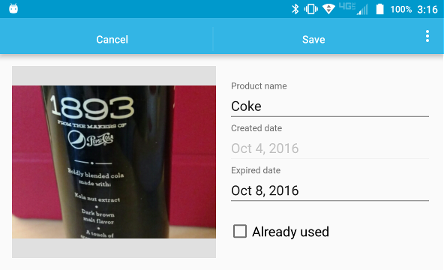 4G 100% 3:16
Cancel Save
Product name
Coke
Created date
Oct 4, 2016
Expired date
Oct 8, 2016
Already used
1893
FROM THE MAKERS OF
Pepsi-Cola
Boldly blended cola
made with:
Kola nut extract
Dark brown
malt flavor
A touch of